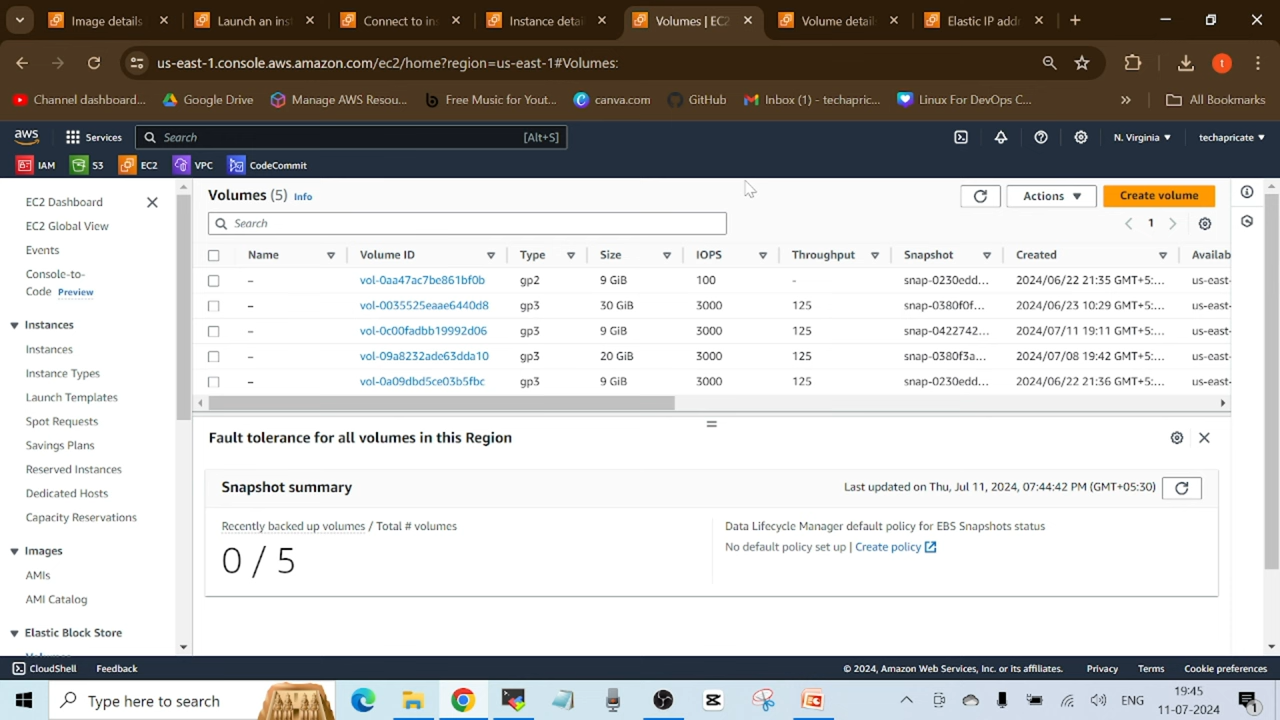 Image details
Launch an inst
Connect to ins
Instance detai
Volumes | EC2
Volume detail
Elastic IP addr
us-east-1.console.aws.amazon.com/ec2/home?region=us-east-1#Volumes:
Channel dashboard...
Google Drive
Manage AWS Resou...
Free Music for Yout...
canva.com
GitHub
Inbox (1) - techapric...
Linux For DevOps C...
»
All Bookmarks
aws
Services
Search
[Alt+S]
N. Virginia
techapricate
IAM
S3
EC2
VPC
CodeCommit
EC2 Dashboard
EC2 Global View
Events
Console-to-
Code Preview
Instances
Instances
Instance Types
Launch Templates
Spot Requests
Savings Plans
Reserved Instances
Dedicated Hosts
Capacity Reservations
Images
AMIs
AMI Catalog
Elastic Block Store
Volumes (5) Info
Actions
Create volume
Search
1
Name Volume ID Type Size IOPS Throughput Snapshot Created Availab
– vol-0aa47ac7be861bf0b gp2 9 GiB 100 - snap-0230edd... 2024/06/22 21:35 GMT+5:... us-east-
– vol-0035525eaae6440d8 gp3 30 GiB 3000 125 snap-0380f0f... 2024/06/23 10:29 GMT+5:... us-east-
– vol-0c00fadbb19992d06 gp3 9 GiB 3000 125 snap-0422742... 2024/07/11 19:11 GMT+5:... us-east-
– vol-09a8232ade63dda10 gp3 20 GiB 3000 125 snap-0380f3a... 2024/07/08 19:42 GMT+5:... us-east-
– vol-0a09dbd5ce03b5fbc gp3 9 GiB 3000 125 snap-0230edd... 2024/06/22 21:36 GMT+5:... us-east-
Fault tolerance for all volumes in this Region
Snapshot summary
Last updated on Thu, Jul 11, 2024, 07:44:42 PM (GMT+05:30)
Recently backed up volumes / Total # volumes
0 / 5
Data Lifecycle Manager default policy for EBS Snapshots status
No default policy set up | Create policy
CloudShell
Feedback
© 2024, Amazon Web Services, Inc. or its affiliates.
Privacy
Terms
Cookie preferences
Type here to search
ENG
19:45
11-07-2024
1